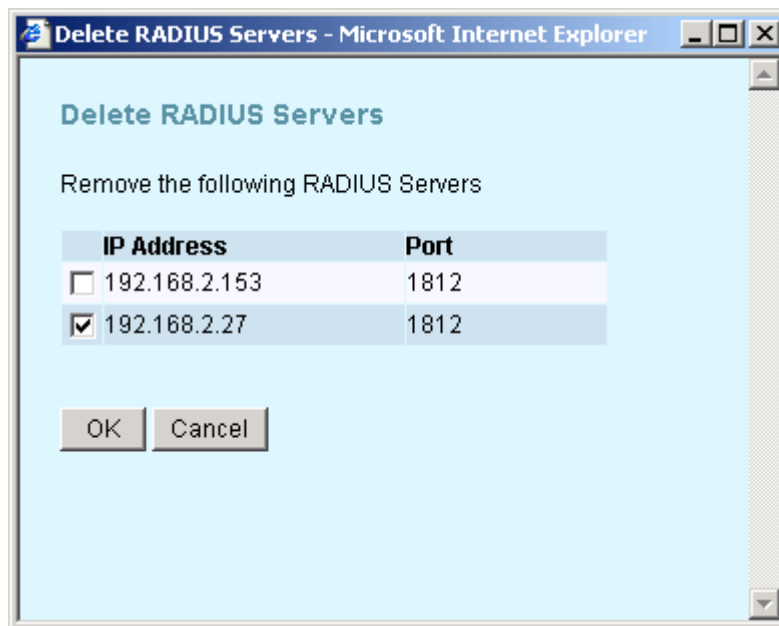 Delete RADIUS Servers - Microsoft Internet Explorer
Delete RADIUS Servers
Remove the following RADIUS Servers
IP Address Port
192.168.2.153 1812
192.168.2.27 1812
OK Cancel